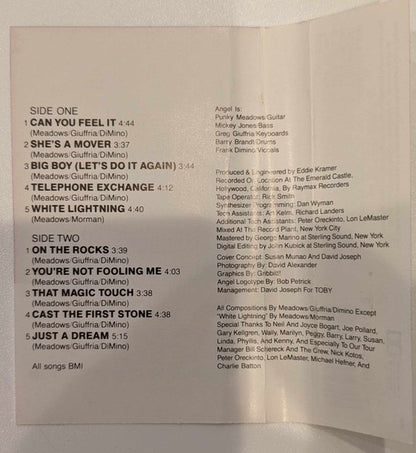 SIDE ONE
1 CAN YOU FEEL IT 4:44
(Meadows/Giuffria/DiMino)
2 SHE'S A MOVER 3:37
(Meadows/Giuffria/DiMino)
3 BIG BOY (LET'S DO IT AGAIN) 3:44
(Meadows/Giuffria/DiMino)
4 TELEPHONE EXCHANGE 4:12
(Meadows/Giuffria/DiMino)
5 WHITE LIGHTNING 4:40
(Meadows/Morman)
SIDE TWO
1 ON THE ROCKS 3:39
(Meadows/Giuffria/DiMino)
2 YOU'RE NOT FOOLING ME 4:03
(Meadows/Giuffria/DiMino)
3 THAT MAGIC TOUCH 3:38
(Meadows/Giuffria/DiMino)
4 CAST THE FIRST STONE 4:38
(Meadows/Giuffria/DiMino)
5 JUST A DREAM 5:15
(Meadows/Giuffria/DiMino)
All songs BMI
Angel Is:
Punky Meadows/Guitar
Mickey Jones/Bass
Greg Giuffria/Keyboards
Barry Brandt/Drums
Frank Dimino/Vocals
Produced & Engineered by Eddie Kramer
Recorded On Location At The Emerald Castle,
Hollywood, California, By Raymax Recorders
Tape Operator: Rick Smith
Synthesizer Programming: Dan Wyman
Tech Assistants: Art Kelm, Richard Landers
Additional Tech Assistants: Peter Oreckinto, Lon LeMaster
Mixed At The Record Plant, New York City
Mastered by George Marino at Sterling Sound, New York
Digital Editing by John Kubick at Sterling Sound, New York
Cover Concept: Susan Munao And David Joseph
Photography By: David Alexander
Graphics By: Gribbitt!
Angel Logotype By: Bob Petrick
Management: David Joseph For TOBY
All Compositions By Meadows/Giuffria/Dimino Except
"White Lightning" By Meadows/Morman
Special Thanks To Neil And Joyce Bogart, Joe Pollard,
Gary Kellgren, Wally, Marilyn, Peggy, Barry, Larry, Susan,
Linda, Phyllis, And Kenny, And Especially To Our Tour
Manager Bill Schereck And The Crew, Nick Kotos,
Peter Oreckinto, Lon LeMaster, Michael Hefner, And
Charlie Batton